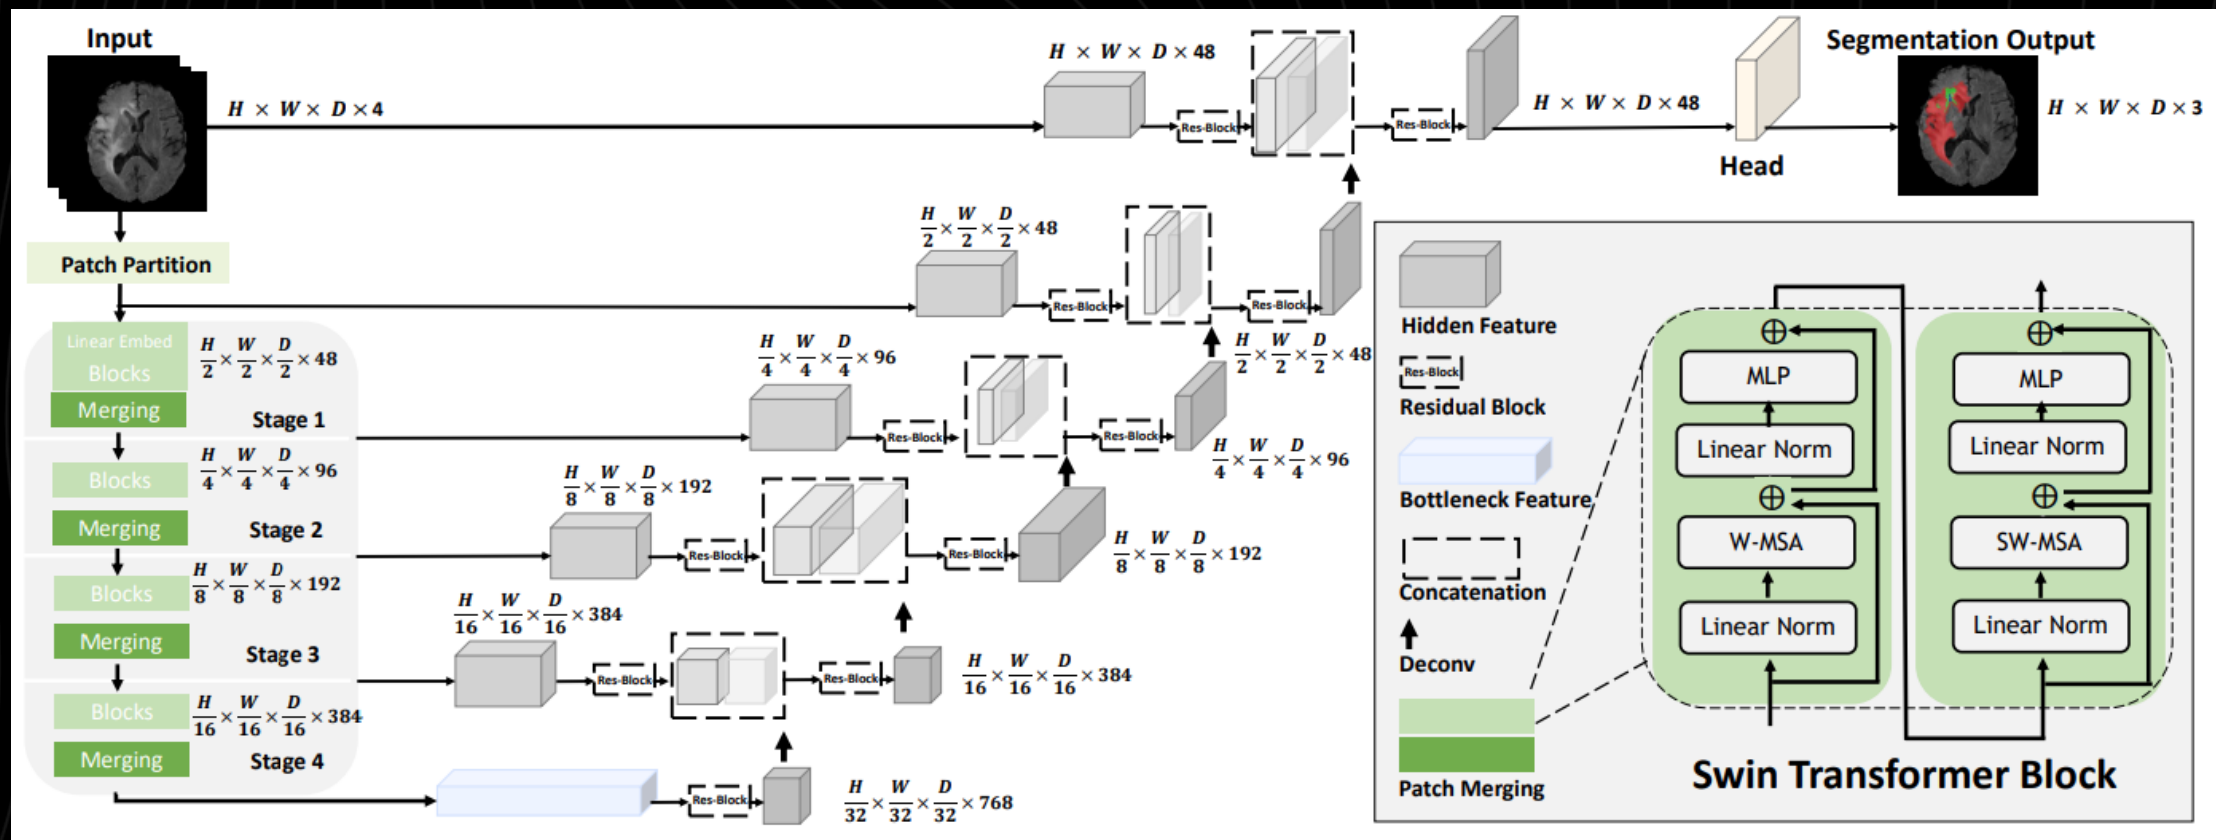 Input
Segmentation Output
H × W × D × 4
H × W × D × 48
H × W × D × 48
H × W × D × 3
Res-Block
Res-Block
Head
Patch Partition
H/2 × W/2 × D/2 × 48
Res-Block
Res-Block
H/2 × W/2 × D/2 × 48
Linear Embed
Blocks
H/2 × W/2 × D/2 × 48
Merging
Stage 1
H/4 × W/4 × D/4 × 96
Res-Block
Res-Block
H/4 × W/4 × D/4 × 96
Blocks
H/4 × W/4 × D/4 × 96
Merging
Stage 2
H/8 × W/8 × D/8 × 192
Res-Block
Res-Block
H/8 × W/8 × D/8 × 192
Blocks
H/8 × W/8 × D/8 × 192
Merging
Stage 3
H/16 × W/16 × D/16 × 384
Res-Block
Res-Block
H/16 × W/16 × D/16 × 384
Blocks
H/16 × W/16 × D/16 × 384
Merging
Stage 4
Res-Block
H/32 × W/32 × D/32 × 768
Hidden Feature
Res-Block
Residual Block
Bottleneck Feature
Concatenation
Deconv
Patch Merging
MLP
Linear Norm
W-MSA
Linear Norm
MLP
Linear Norm
SW-MSA
Linear Norm
Swin Transformer Block